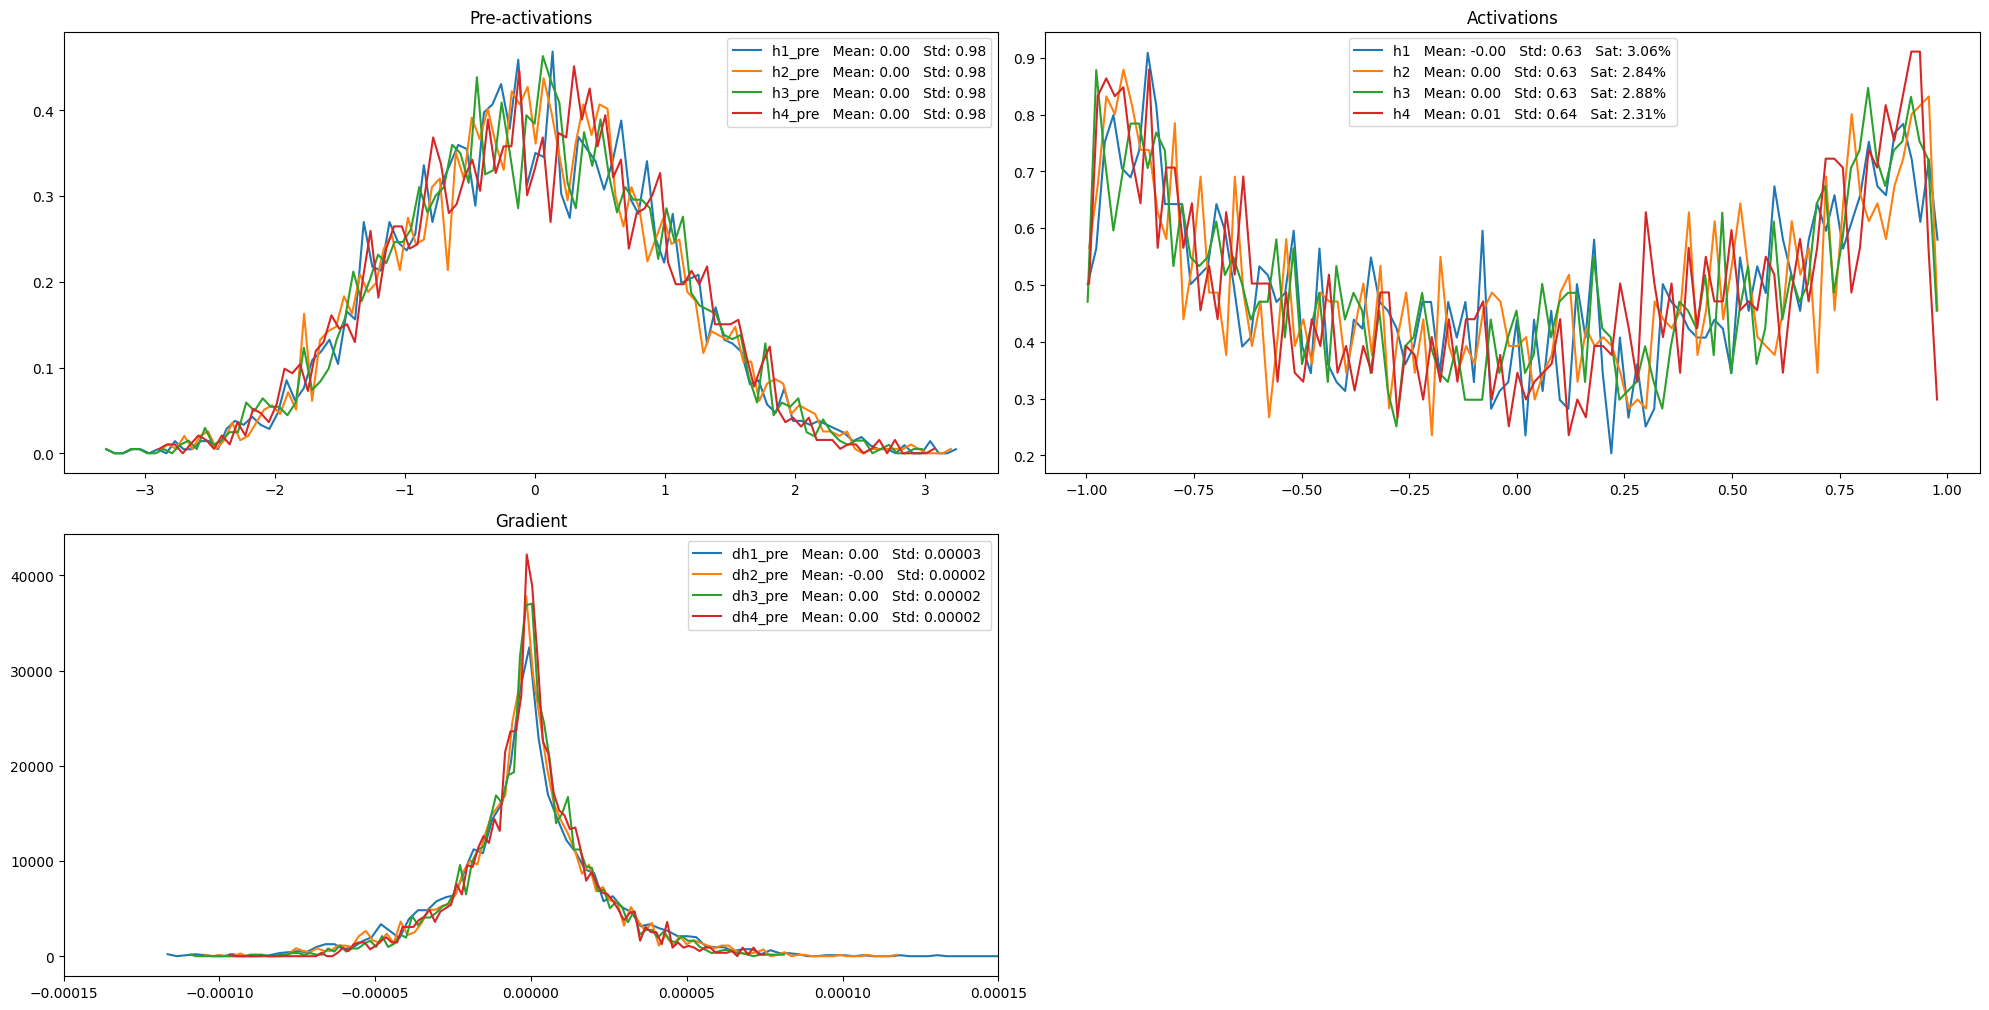 Pre-activations
h1_pre   Mean: 0.00   Std: 0.98
h2_pre   Mean: 0.00   Std: 0.98
h3_pre   Mean: 0.00   Std: 0.98
h4_pre   Mean: 0.00   Std: 0.98
0.4
0.3
0.2
0.1
0.0
−3 −2 −1 0 1 2 3
Activations
h1   Mean: -0.00   Std: 0.63   Sat: 3.06%
h2   Mean: 0.00   Std: 0.63   Sat: 2.84%
h3   Mean: 0.00   Std: 0.63   Sat: 2.88%
h4   Mean: 0.01   Std: 0.64   Sat: 2.31%
0.9
0.8
0.7
0.6
0.5
0.4
0.3
0.2
−1.00 −0.75 −0.50 −0.25 0.00 0.25 0.50 0.75 1.00
Gradient
dh1_pre   Mean: 0.00   Std: 0.00003
dh2_pre   Mean: -0.00   Std: 0.00002
dh3_pre   Mean: 0.00   Std: 0.00002
dh4_pre   Mean: 0.00   Std: 0.00002
40000
30000
20000
10000
0
−0.00015 −0.00010 −0.00005 0.00000 0.00005 0.00010 0.00015